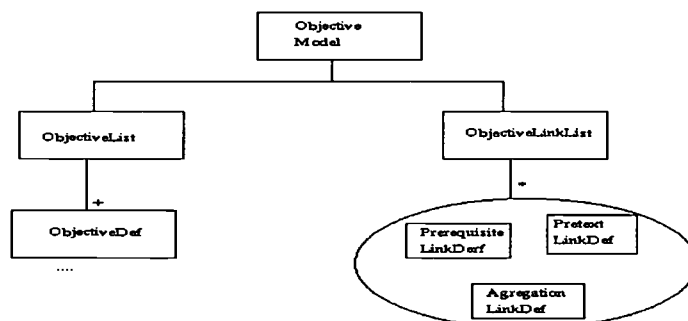 Objective
Model
ObjectiveList
ObjectiveLinkList
+
*
ObjectiveDef
....
Prerequisite
LinkDerf
Pretext
LinkDef
Agregation
LinkDef